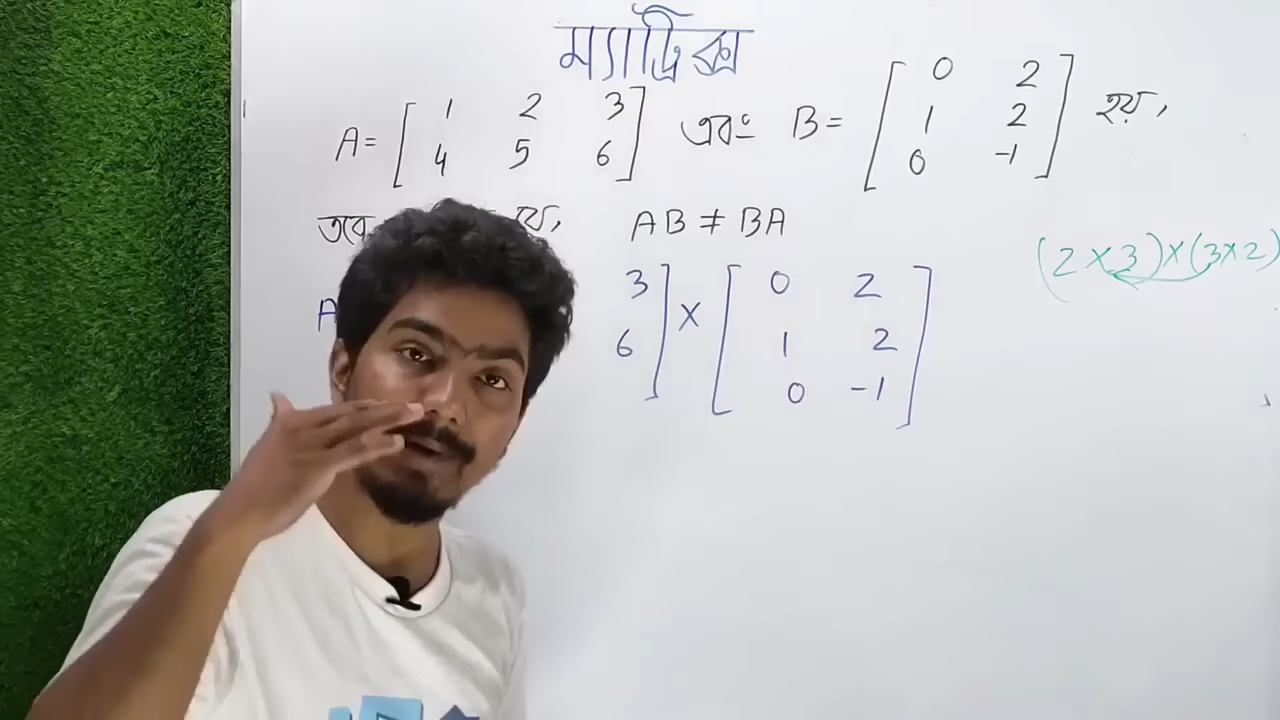 ম্যাট্রিক্স
A = [ 1 2 3 এবং B = [ 0 2 হয়,
4 5 6 ] 1 2
0 -1 ]
তবে যে, AB ≠ BA
(2 × 3) × (3 × 2)
A 3 ] × [ 0 2
6 1 2
0 -1 ]